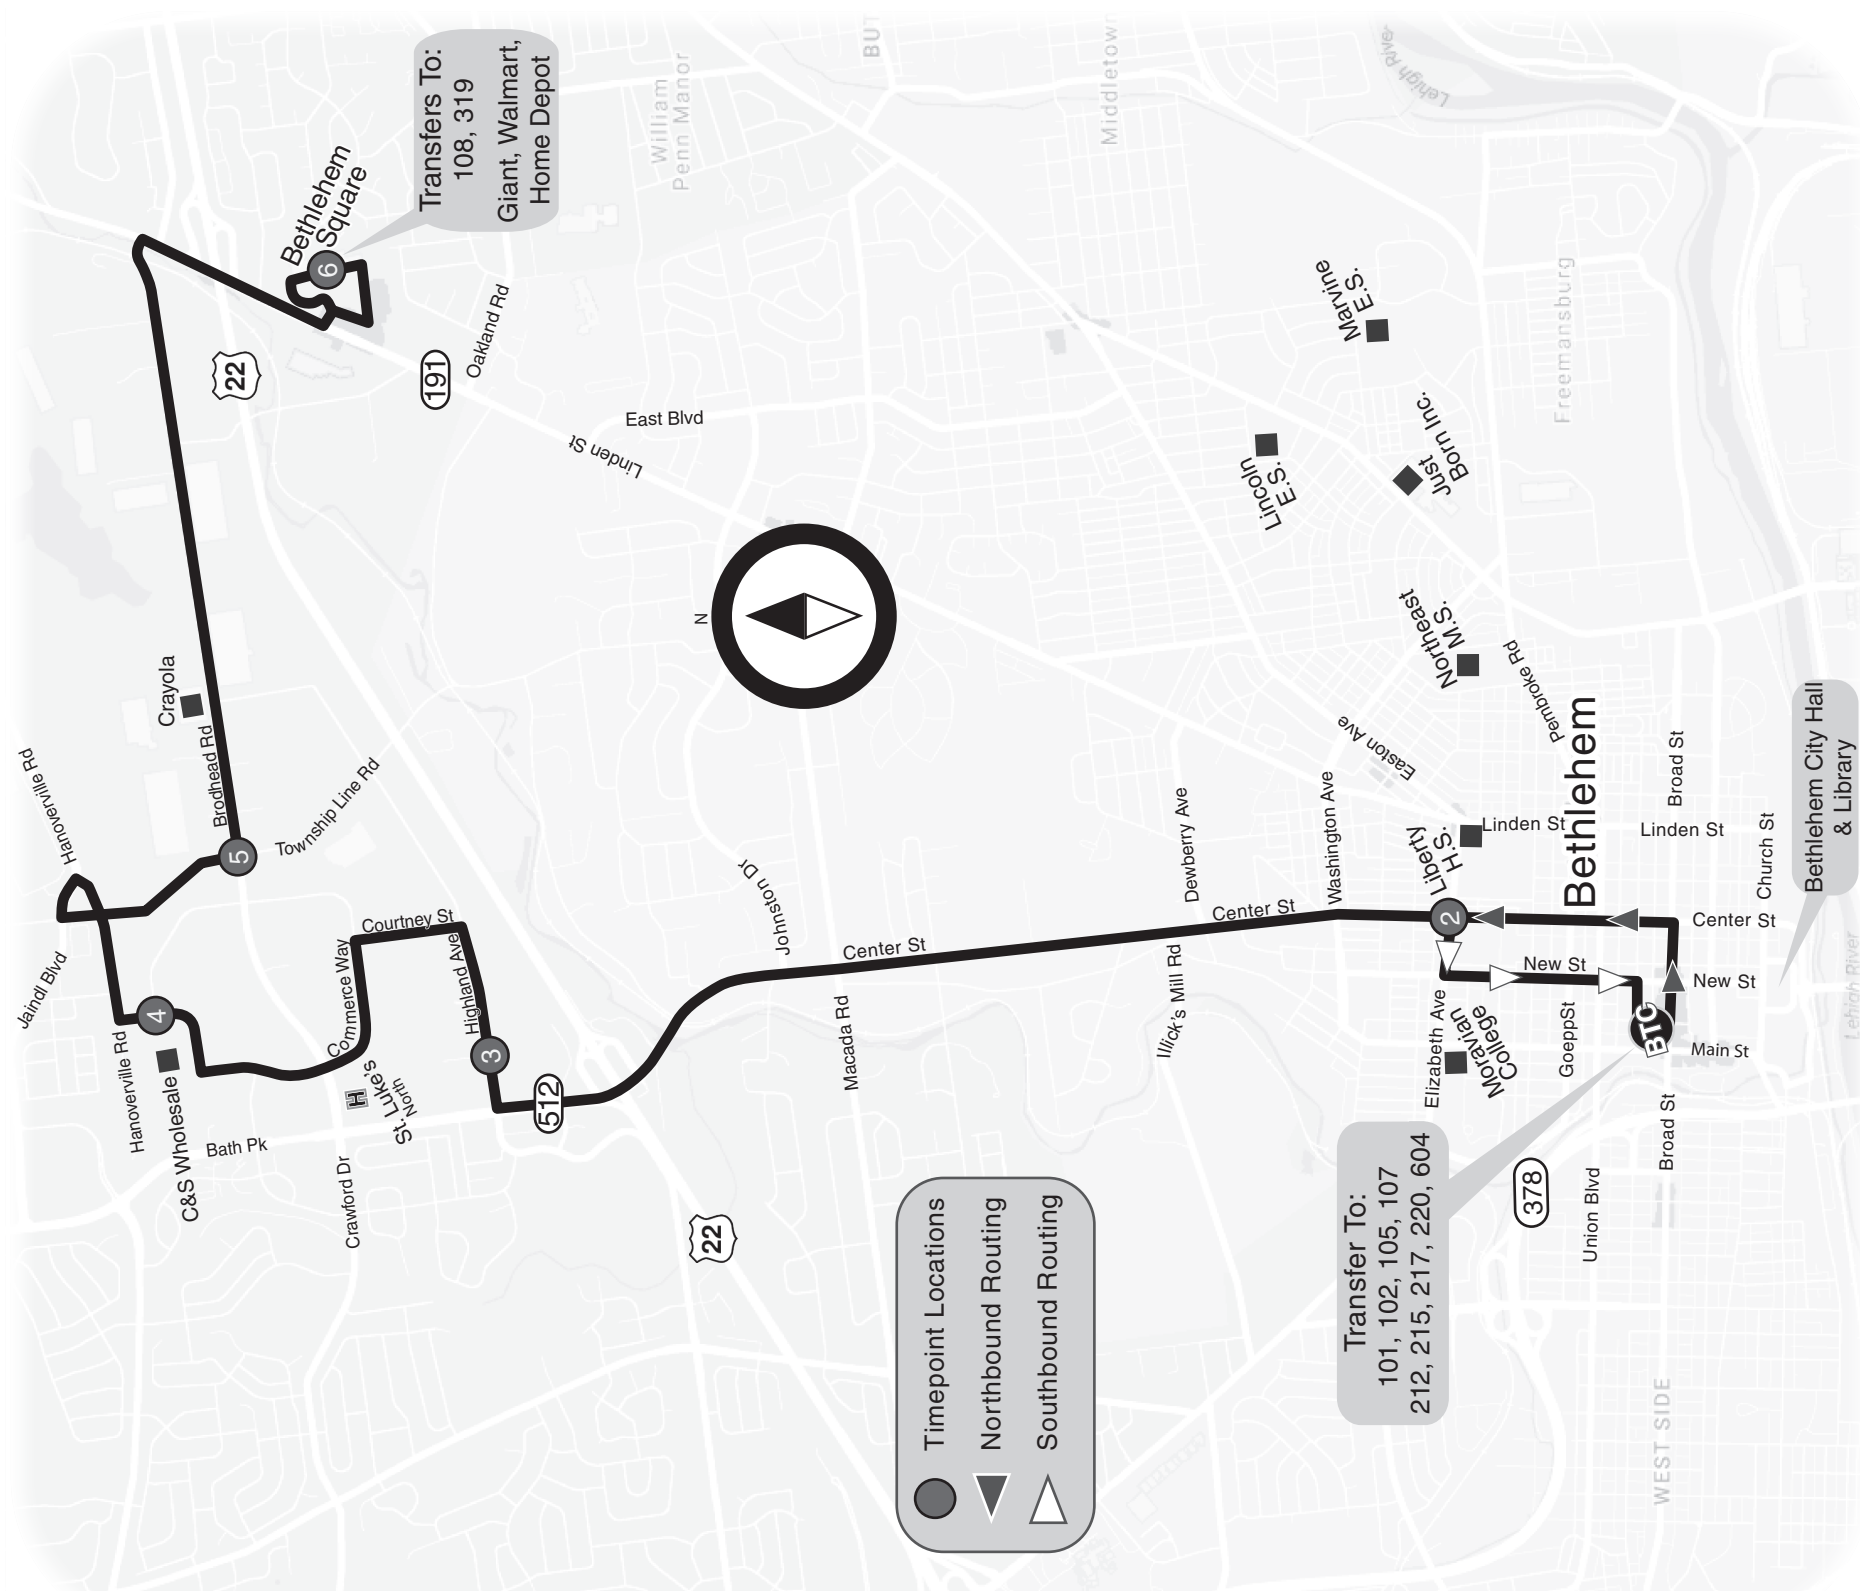 Transfers To:
108, 319
Giant, Walmart,
Home Depot
Bethlehem
Square
6
William
Penn Manor
BUT
Middletown
Lehigh River
22
191
Oakland Rd
East Blvd
Linden St
Marvine
E.S.
Lincoln
E.S.
Just
Born Inc.
Freemansburg
N
Crayola
Brodhead Rd
Hanoverville Rd
5
Township Line Rd
Jaindl Blvd
Courtney St
Commerce Way
Highland Ave
4
Hanoverville Rd
C&S Wholesale
H
St. Luke's
North
3
512
Bath Pk
Crawford Dr
22
Johnston Dr
Center St
Macada Rd
Dewberry Ave
Center St
Illick's Mill Rd
Washington Ave
Easton Ave
Northeast
M.S.
Pembroke Rd
Liberty
H.S.
Linden St
Bethlehem
Broad St
Linden St
Church St
Bethlehem City Hall
& Library
2
New St
Center St
New St
Elizabeth Ave
Moravian
College
GoeppSt
BTC
Main St
Broad St
Lehigh River
Transfer To:
101, 102, 105, 107
212, 215, 217, 220, 604
378
Union Blvd
WEST SIDE
Timepoint Locations
Northbound Routing
Southbound Routing